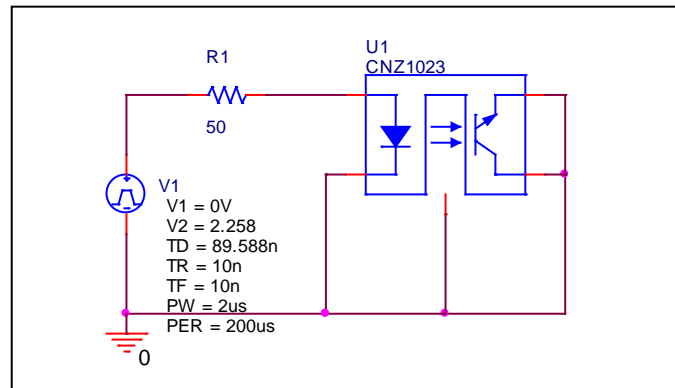 U1
CNZ1023
R1
50
V1
V1 = 0V
V2 = 2.258
TD = 89.588n
TR = 10n
TF = 10n
PW = 2us
PER = 200us
0